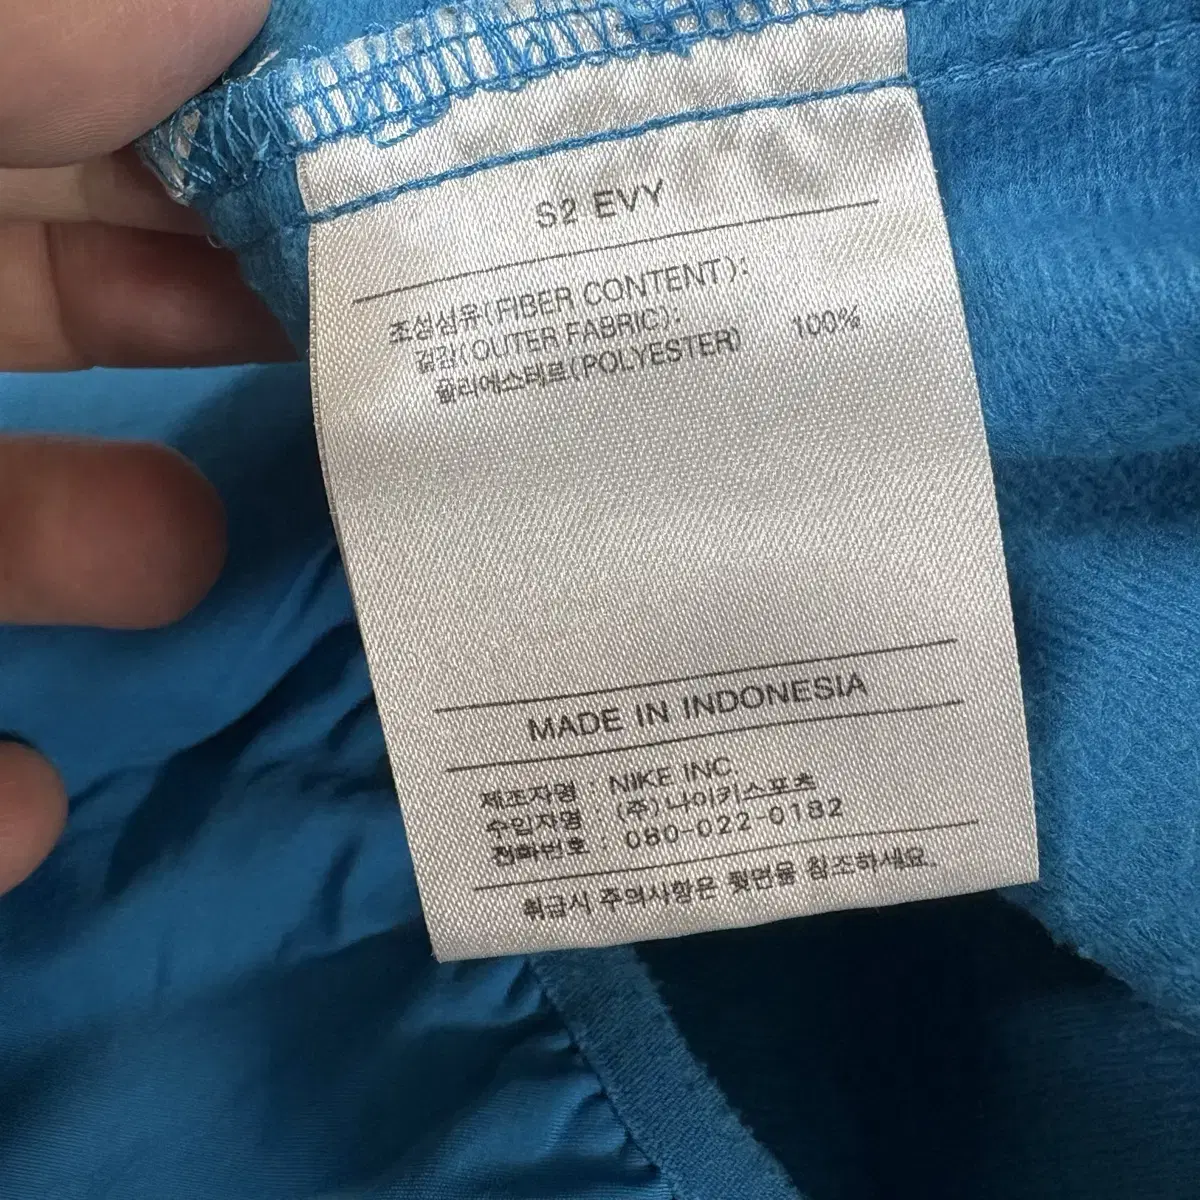 S2 EVY
조성섬유(FIBER CONTENT):
겉감(OUTER FABRIC):
폴리에스테르(POLYESTER) 100%
MADE IN INDONESIA
제조자명 : NIKE INC.
수입자명 : (주)나이키스포츠
전화번호 : 080-022-0182
취급시 주의사항은 뒷면을 참조하세요.